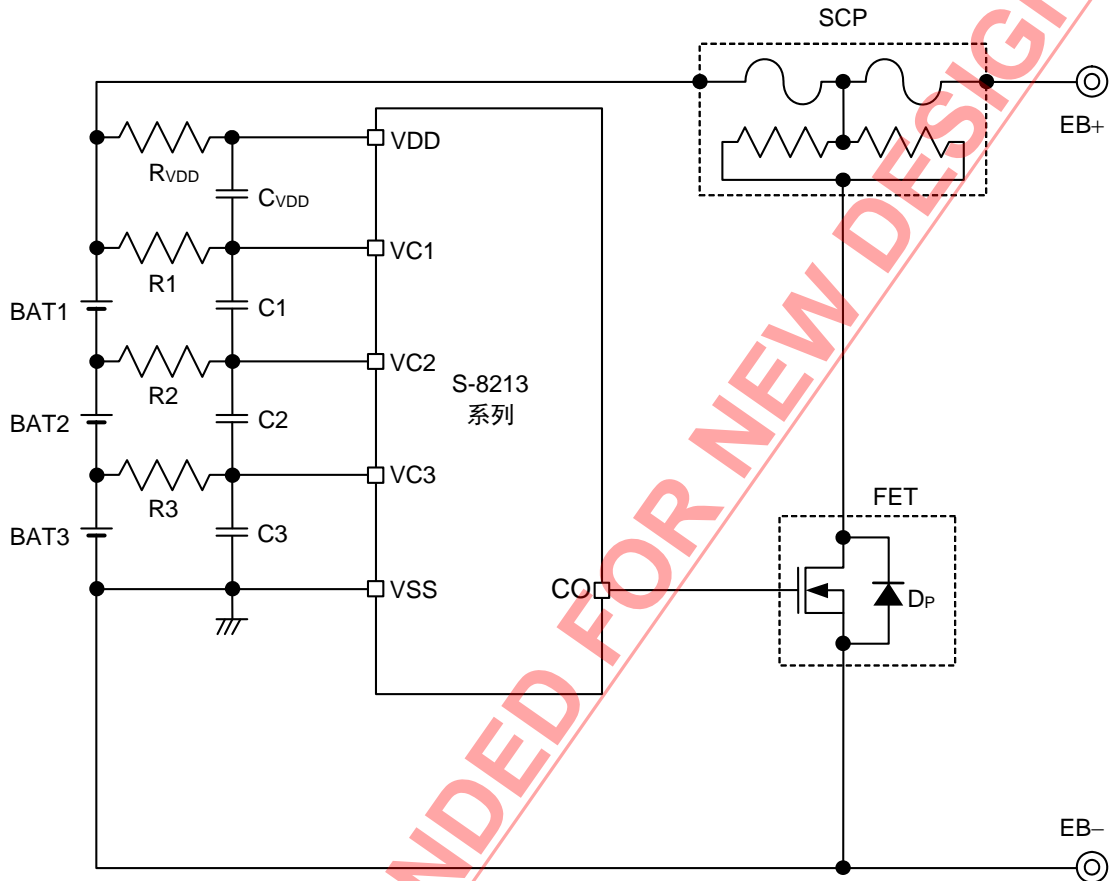 SCP
EB+
VDD
RVDD
CVDD
VC1
R1
BAT1
C1
VC2
R2
S-8213
系列
BAT2
C2
VC3
R3
FET
BAT3
C3
VSS
CO
DP
EB−
NDED FOR NEW DESIG